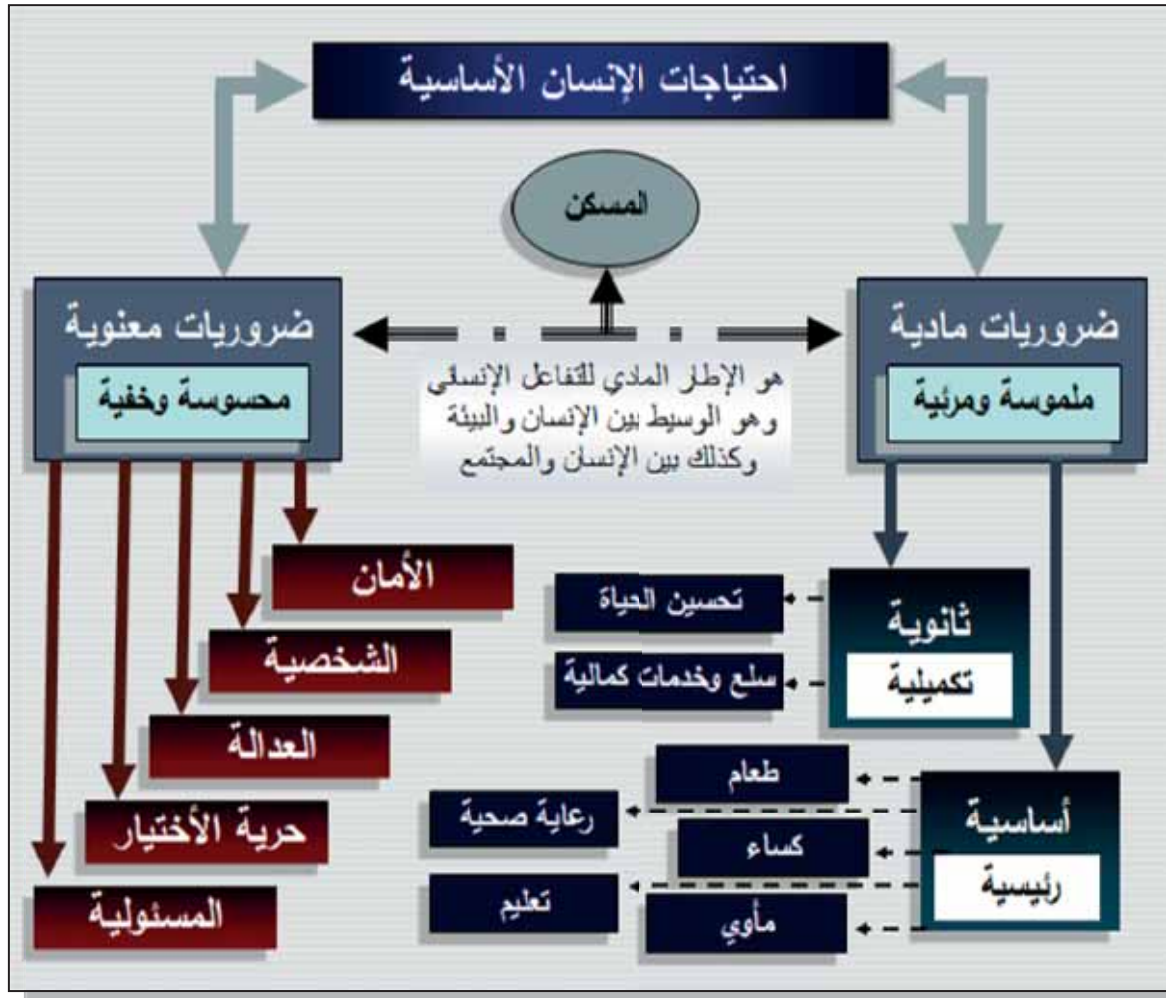 احتياجات الإنسان الأساسية
المسكن
ضروريات مادية
ملموسة ومرئية
ضروريات معنوية
محسوسة وخفية
هو الإطار المادي للتفاعل الإنساني
وهو الوسيط بين الإنسان والبيئة
وكذلك بين الإنسان والمجتمع
ثانوية
تكميلية
تحسين الحياة
سلع وخدمات كمالية
أساسية
رئيسية
طعام
رعاية صحية
كساء
تعليم
مأوي
الأمان
الشخصية
العدالة
حرية الأختيار
المسئولية